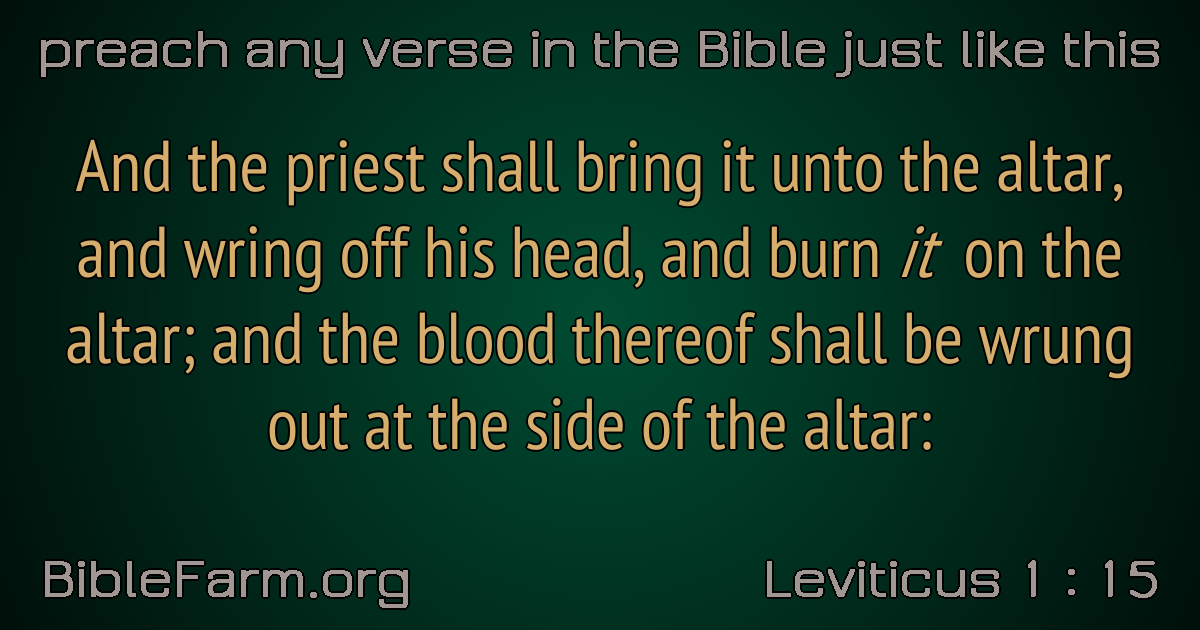 preach any verse in the Bible just like this
And the priest shall bring it unto the altar,
and wring off his head, and burn it on the
altar; and the blood thereof shall be wrung
out at the side of the altar:
BibleFarm.org
Leviticus 1 : 15